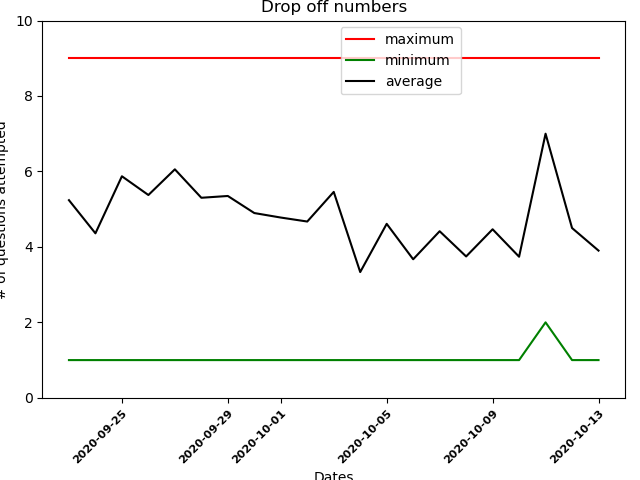 Drop off numbers
maximum
minimum
average
# of questions attempted
10
8
6
4
2
0
2020-09-25
2020-09-29
2020-10-01
2020-10-05
2020-10-09
2020-10-13
Dates